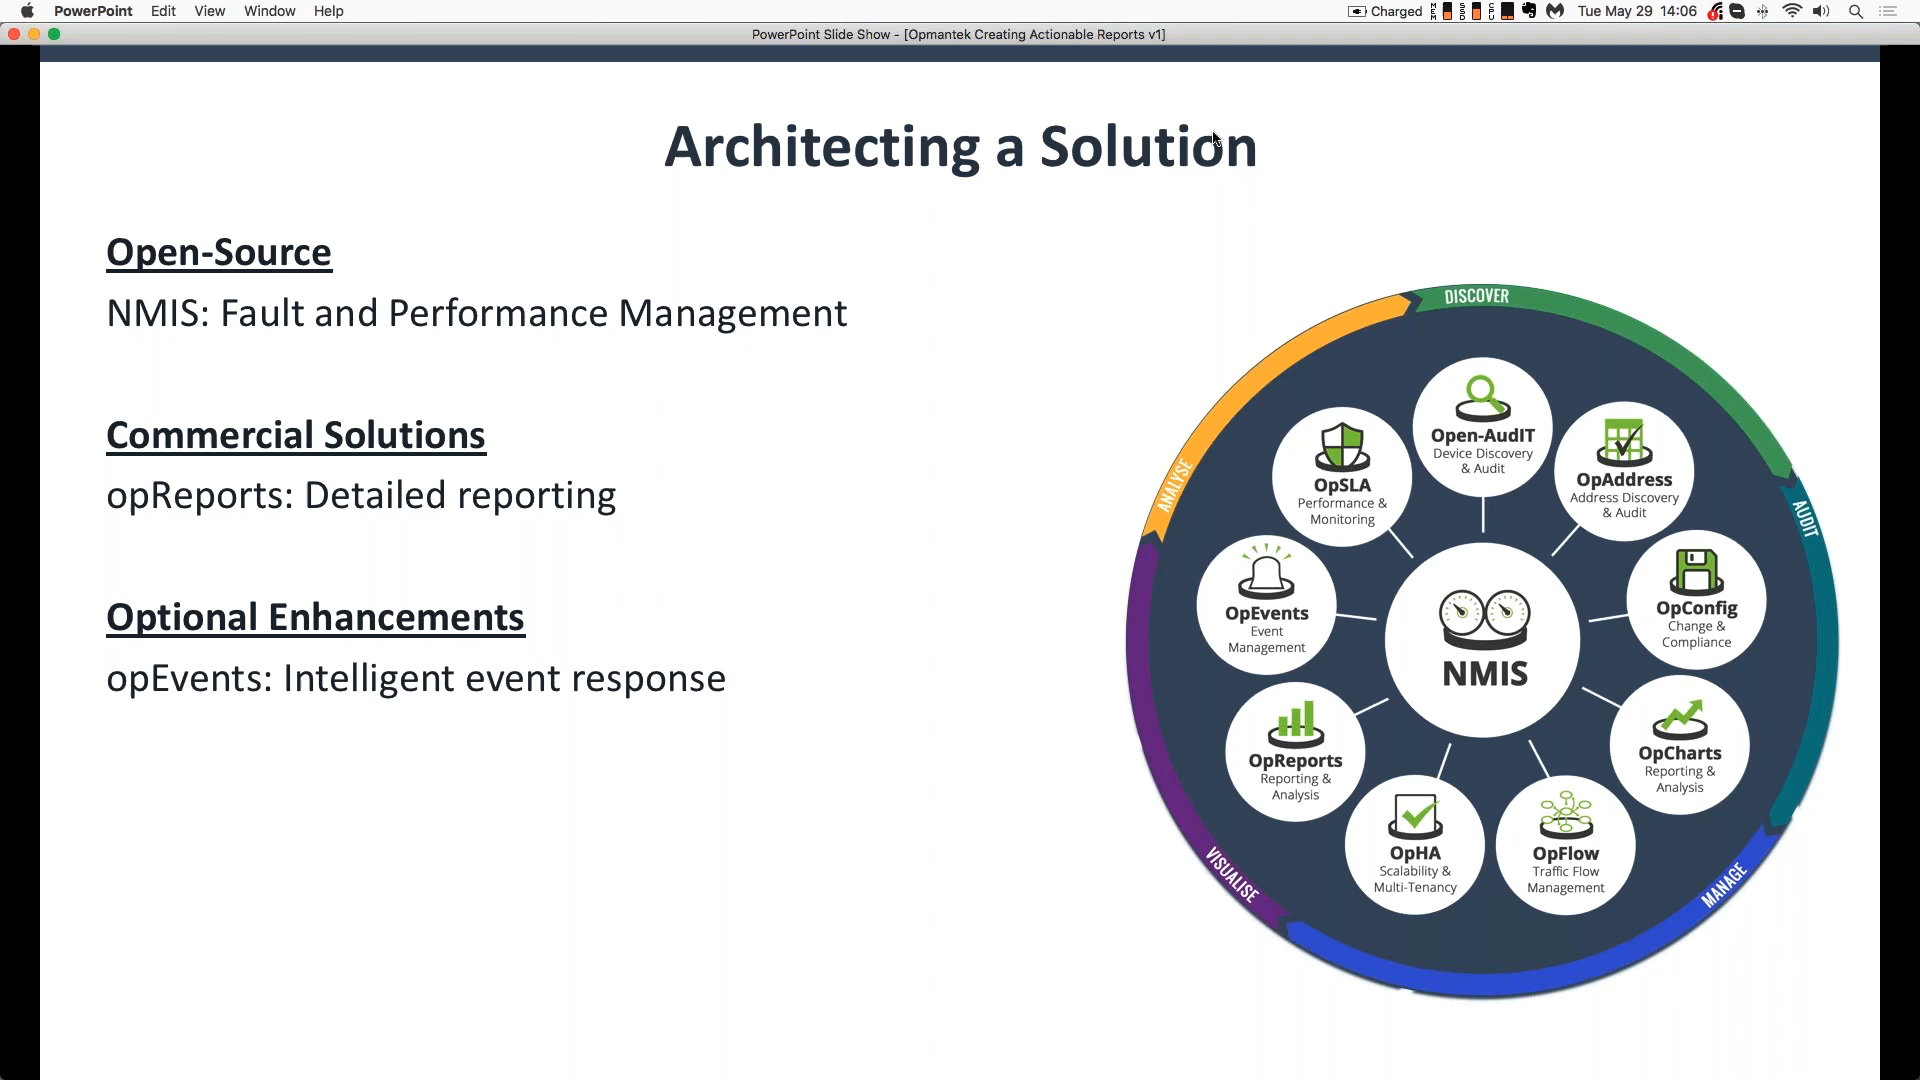 PowerPoint Edit View Window Help
Charged MEM SSD CPU Tue May 29 14:06
PowerPoint Slide Show - [Opmantek Creating Actionable Reports v1]
Architecting a Solution
Open-Source
NMIS: Fault and Performance Management
Commercial Solutions
opReports: Detailed reporting
Optional Enhancements
opEvents: Intelligent event response
DISCOVER
AUDIT
MANAGE
VISUALISE
ANALYSE
Open-AudIT
Device Discovery
& Audit
OpAddress
Address Discovery
& Audit
OpConfig
Change &
Compliance
OpCharts
Reporting &
Analysis
OpFlow
Traffic Flow
Management
OpHA
Scalability &
Multi-Tenancy
OpReports
Reporting &
Analysis
OpEvents
Event
Management
OpSLA
Performance &
Monitoring
NMIS